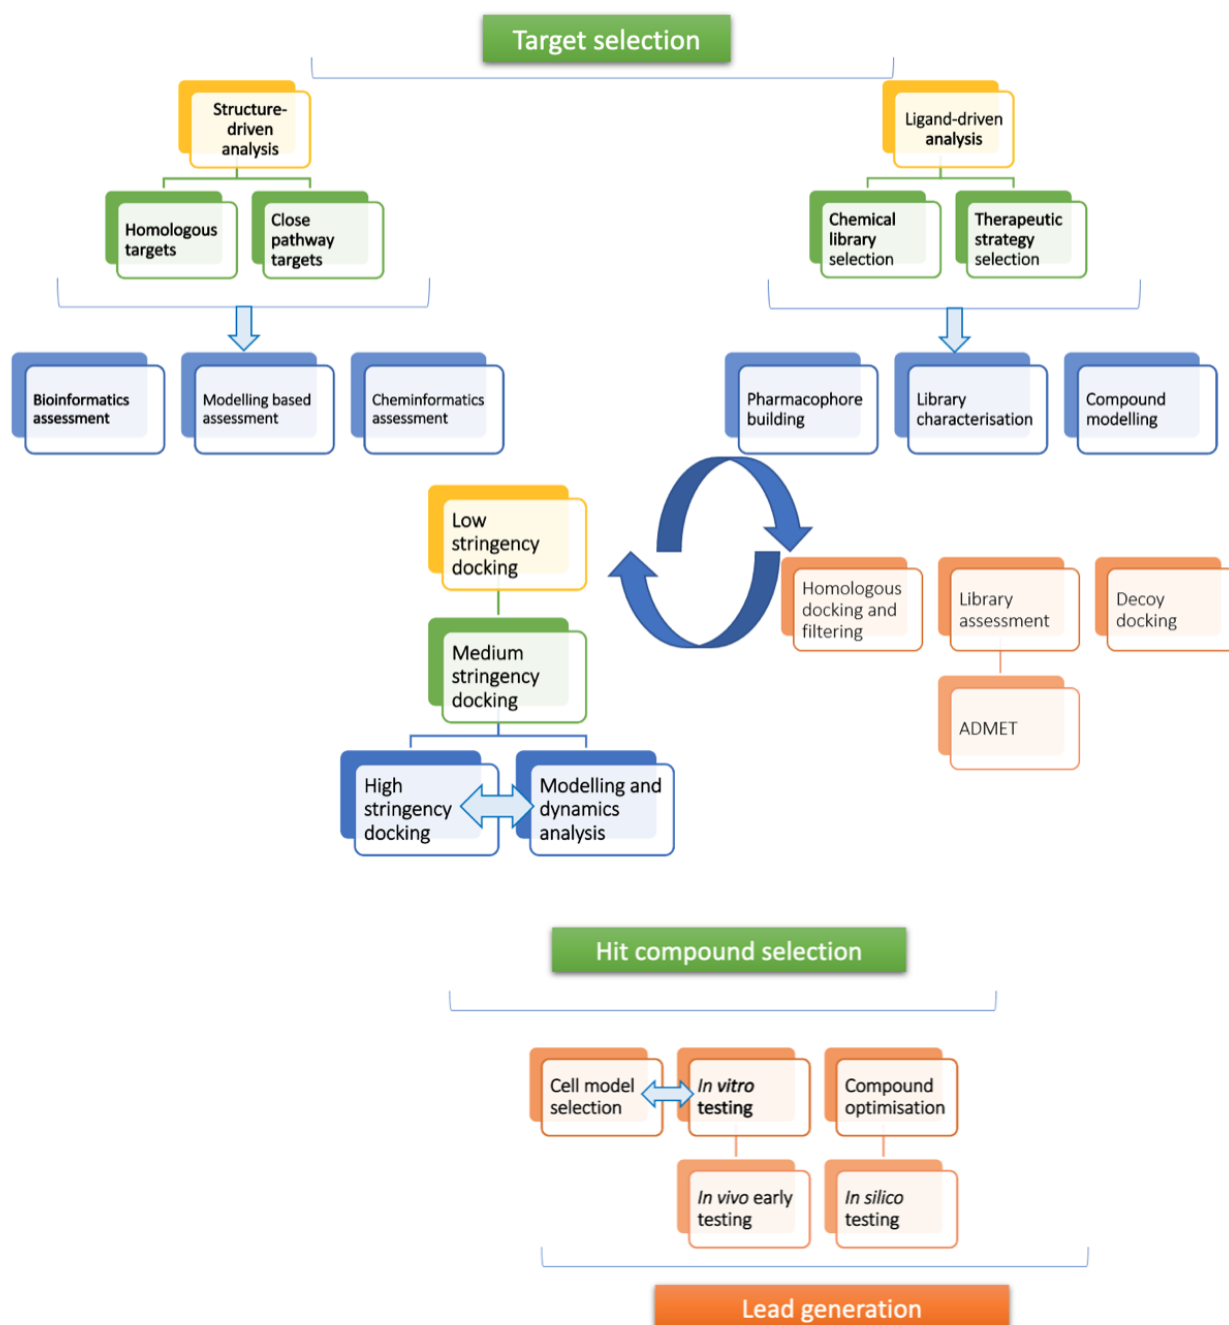 Target selection
Structure-
driven
analysis
Ligand-driven
analysis
Homologous
targets
Close
pathway
targets
Chemical
library
selection
Therapeutic
strategy
selection
Bioinformatics
assessment
Modelling based
assessment
Cheminformatics
assessment
Pharmacophore
building
Library
characterisation
Compound
modelling
Low
stringency
docking
Homologous
docking and
filtering
Library
assessment
Decoy
docking
Medium
stringency
docking
ADMET
High
stringency
docking
Modelling and
dynamics
analysis
Hit compound selection
Cell model
selection
In vitro
testing
Compound
optimisation
In vivo early
testing
In silico
testing
Lead generation